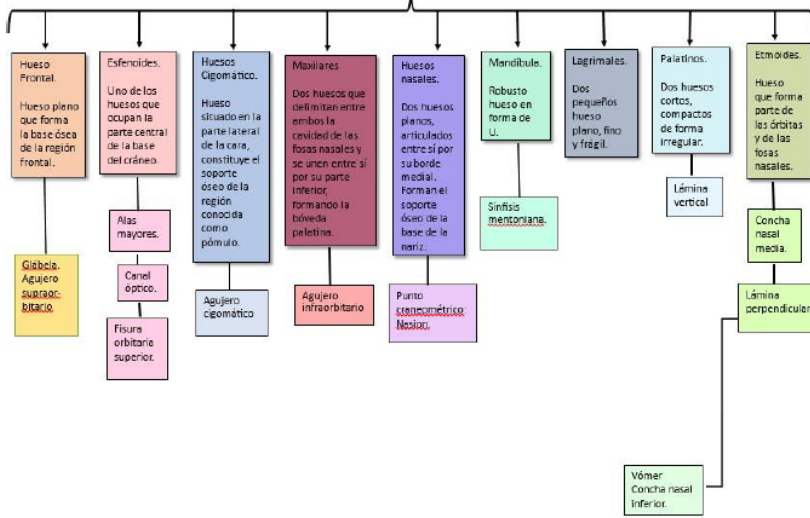 Hueso
Frontal.
Hueso plano
que forma
la base ósea
de la región
frontal.
Glábela.
Agujero
supraor-
bitario.
Esfenoides.
Uno de los
huesos que
ocupan la
parte central
de la base
del cráneo.
Alas
mayores.
Canal
óptico.
Fisura
orbitaria
superior.
Huesos
Cigomático.
Hueso
situado en la
parte lateral
de la cara,
constituye el
soporte
óseo de la
región
conocida
como
pómulo.
Agujero
cigomático
Maxilares
Dos huesos que
delimitan entre
ambos la
cavidad de las
fosas nasales y
se unen entre sí
por su parte
inferior,
formando la
bóveda
palatina.
Agujero
infraorbitario
Huesos
nasales.
Dos huesos
planos,
articulados
entre sí por
su borde
medial.
Forman el
soporte
óseo de la
base de la
nariz.
Punto
craneométrico:
Nasion.
Mandíbula.
Robusto
hueso en
forma de
U.
Sínfisis
mentoniana.
Lagrimales.
Dos
pequeños
hueso
plano, fino
y frágil.
Palatinos.
Dos huesos
cortos,
compactos
de forma
irregular.
Lámina
vertical
Etmoides.
Hueso
que forma
parte de
las órbitas
y de las
fosas
nasales.
Concha
nasal
media.
Lámina
perpendicular
Vómer
Concha nasal
inferior.